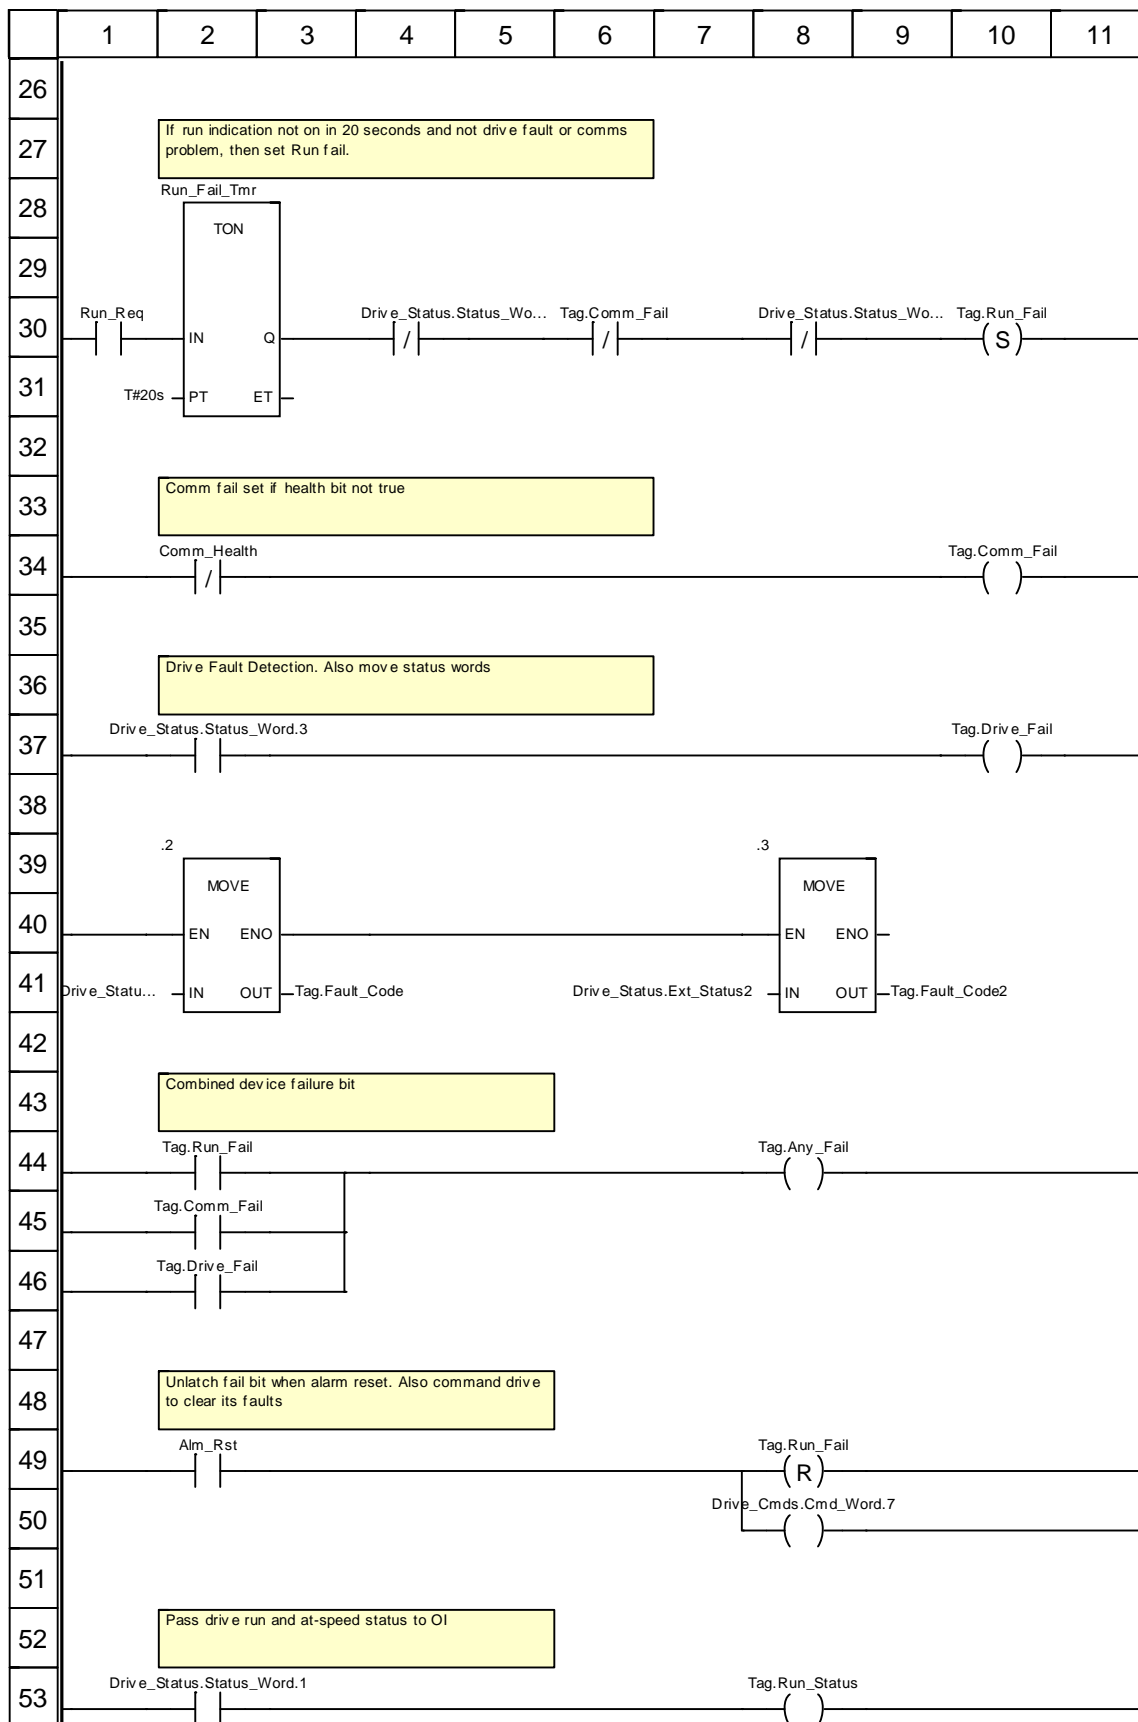 1 2 3 4 5 6 7 8 9 10 11
26
27
If run indication not on in 20 seconds and not drive fault or comms
problem, then set Run fail.
28
Run_Fail_Tmr
TON
29
30
Run_Req
IN Q
Drive_Status.Status_Wo...
/
Tag.Comm_Fail
/
Drive_Status.Status_Wo...
/
Tag.Run_Fail
S
31
T#20s PT ET
32
33
Comm fail set if health bit not true
34
Comm_Health
/
Tag.Comm_Fail
35
36
Drive Fault Detection. Also move status words
37
Drive_Status.Status_Word.3
Tag.Drive_Fail
38
39
.2
MOVE
.3
MOVE
40
EN ENO
EN ENO
41
Drive_Statu... IN OUT Tag.Fault_Code
Drive_Status.Ext_Status2 IN OUT Tag.Fault_Code2
42
43
Combined device failure bit
44
Tag.Run_Fail
Tag.Any_Fail
45
Tag.Comm_Fail
46
Tag.Drive_Fail
47
48
Unlatch fail bit when alarm reset. Also command drive
to clear its faults
49
Alm_Rst
Tag.Run_Fail
R
50
Drive_Cmds.Cmd_Word.7
51
52
Pass drive run and at-speed status to OI
53
Drive_Status.Status_Word.1
Tag.Run_Status